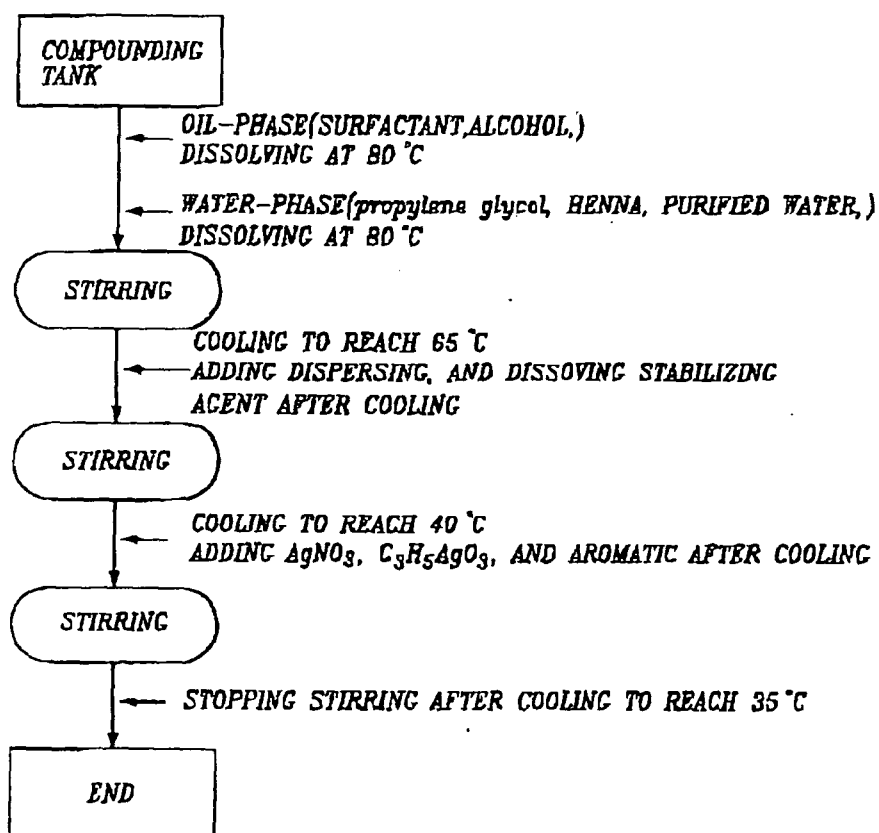 COMPOUNDING
TANK
OIL-PHASE(SURFACTANT,ALCOHOL,)
DISSOLVING AT 80 ℃
WATER-PHASE(propylene glycol, HENNA, PURIFIED WATER,)
DISSOLVING AT 80 ℃
STIRRING
COOLING TO REACH 65 ℃
ADDING DISPERSING, AND DISSOVING STABILIZING
AGENT AFTER COOLING
STIRRING
COOLING TO REACH 40 ℃
ADDING AgNO₃, C₃H₅AgO₃, AND AROMATIC AFTER COOLING
STIRRING
STOPPING STIRRING AFTER COOLING TO REACH 35 ℃
END